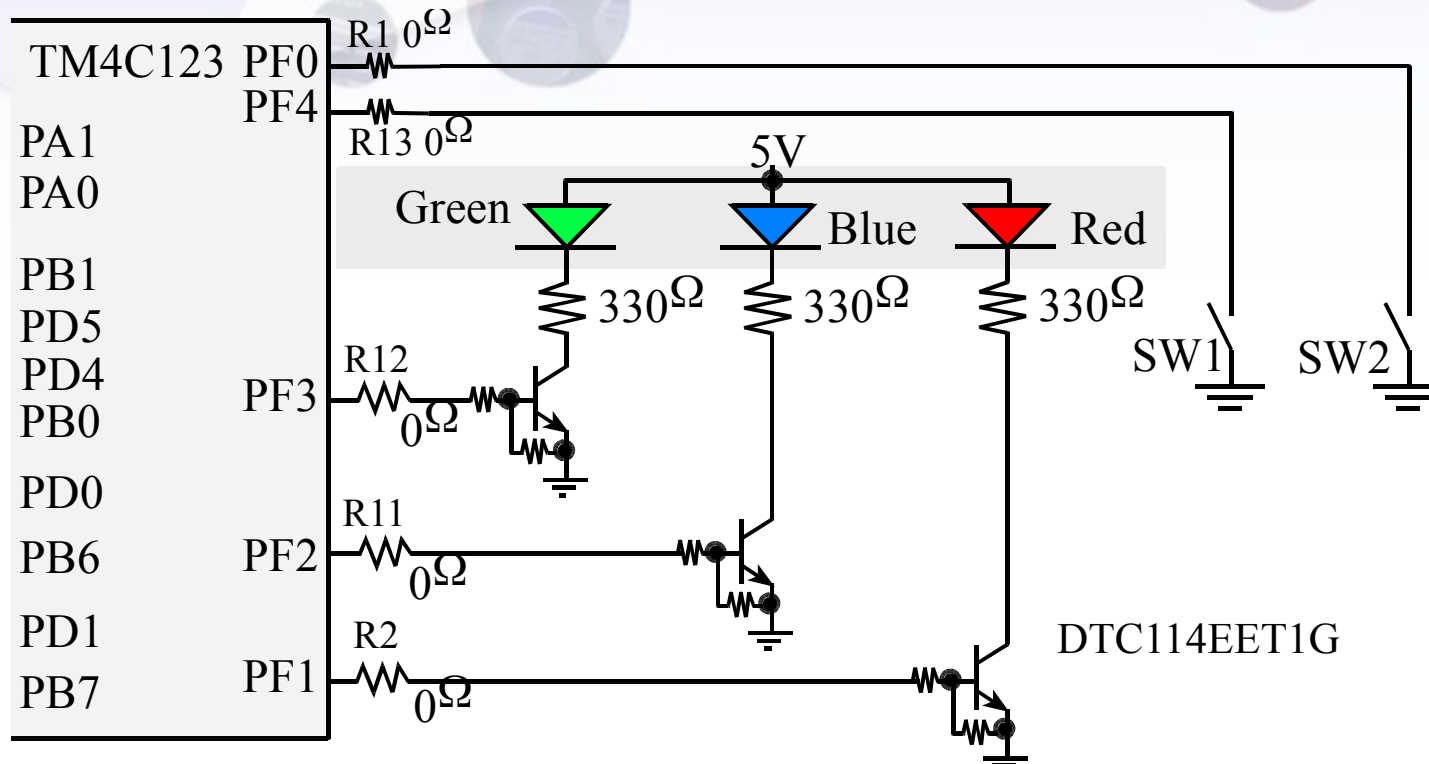 R1 0Ω
TM4C123 PF0
PF4
R13 0Ω
PA1
PA0
5V
Green
Blue
Red
PB1
330Ω
330Ω
330Ω
PD5
SW1
SW2
R12
PD4
PF3
0Ω
PB0
PD0
R11
PB6
PF2
0Ω
PD1
R2
DTC114EET1G
PB7
PF1
0Ω